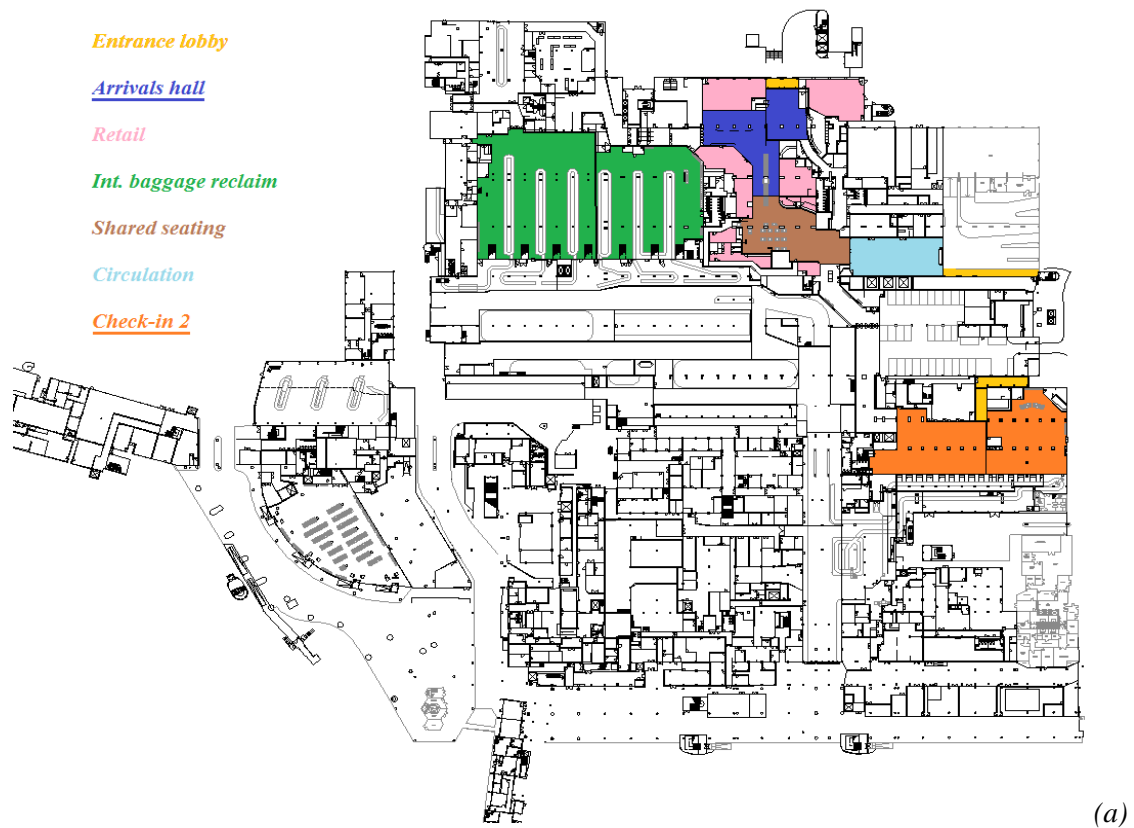 Entrance lobby
Arrivals hall
Retail
Int. baggage reclaim
Shared seating
Circulation
Check-in 2
(a)